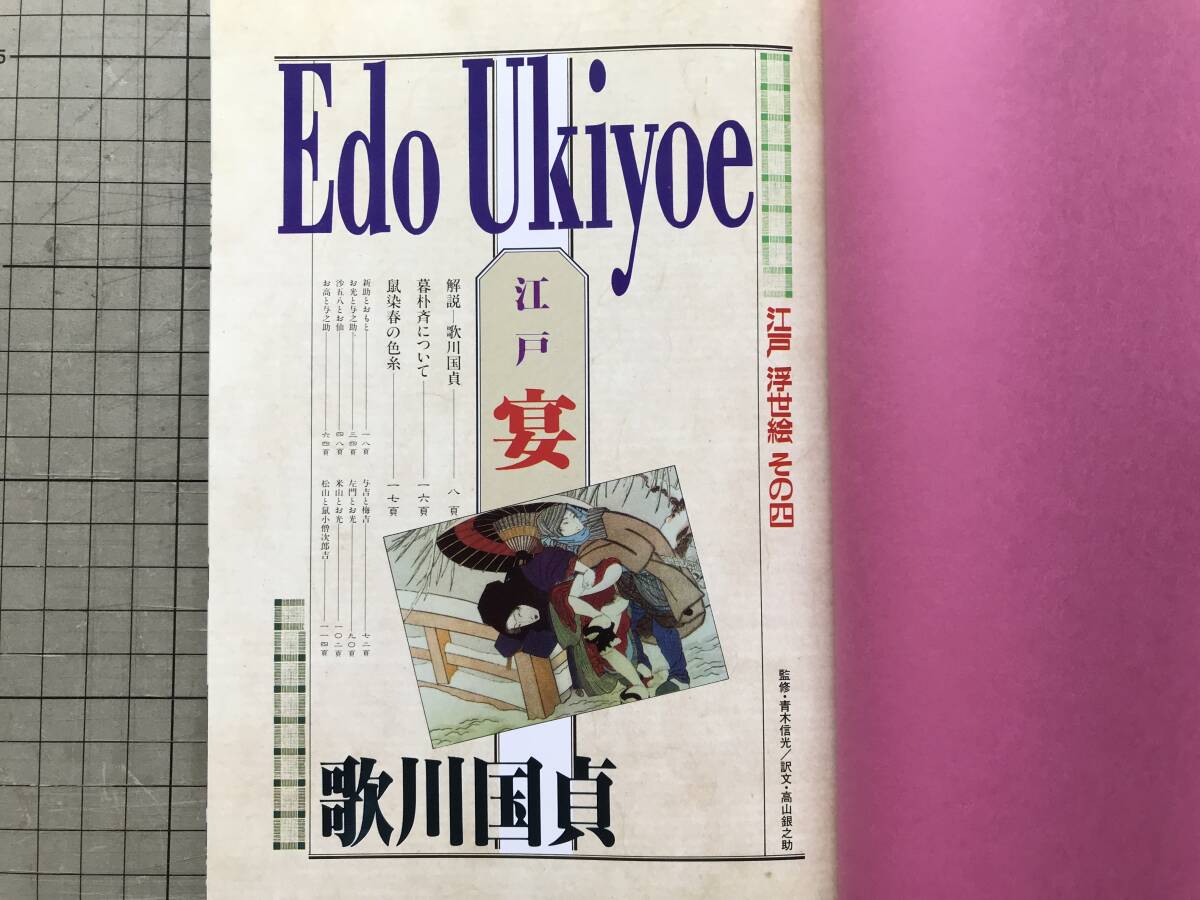 Edo Ukiyoe
江戸 浮世絵 その四
監修・青木信光／訳文・高山銀之助
江戸 宴
解説―歌川国貞――八頁
暮朴斉について――一六頁
鼠染春の色糸――一七頁
新助とおもと――一八頁
お光と与之助――三四頁
沙五八とお仙――四八頁
お高と与之助――六四頁
与吉と梅吉――七二頁
左門とお光――九〇頁
米山とお光――一〇二頁
松山と鼠小僧次郎吉――一一四頁
歌川国貞